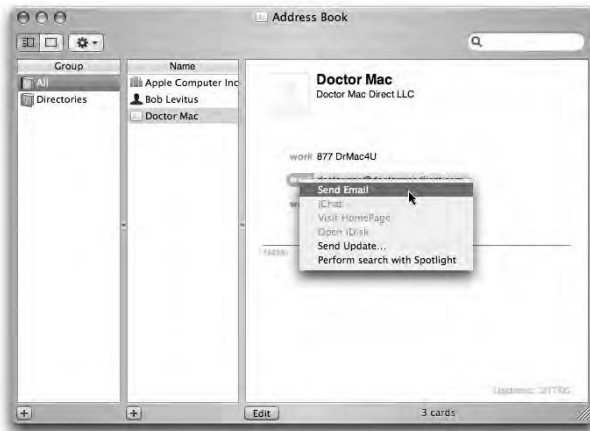 Address Book
Group
Name
All
Directories
Apple Computer Inc
Bob Levitus
Doctor Mac
Doctor Mac
Doctor Mac Direct LLC
work 877 DrMac4U
Send Email
iChat
Visit HomePage
Open iDisk
Send Update...
Perform search with Spotlight
Edit
3 cards